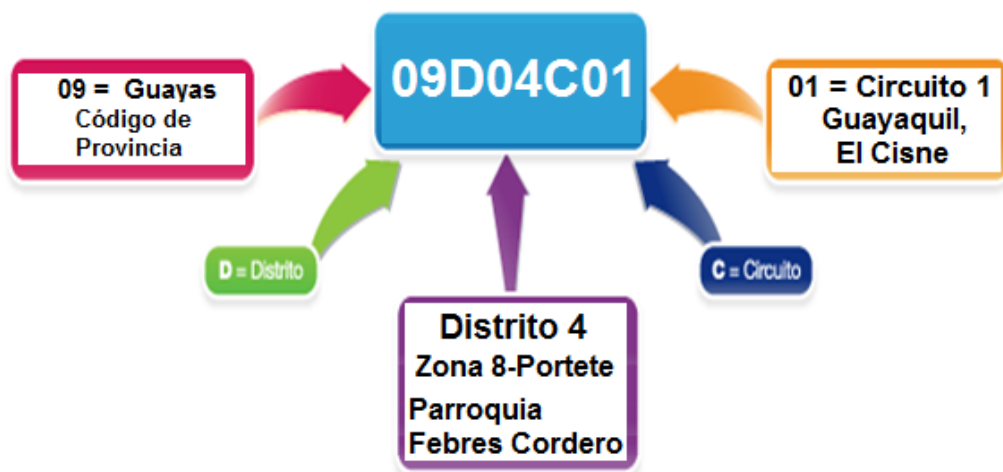 09D04C01
09 = Guayas
Código de
Provincia
01 = Circuito 1
Guayaquil,
El Cisne
D = Distrito
C = Circuito
Distrito 4
Zona 8-Portete
Parroquia
Febres Cordero